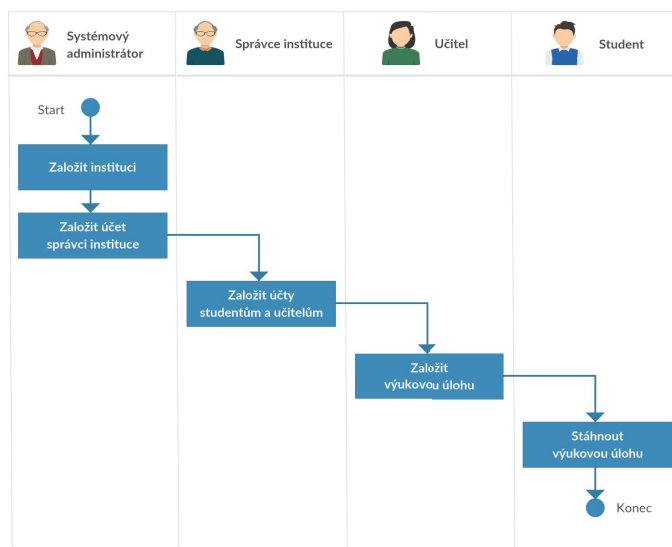 Systémový
administrátor
Správce instituce
Učitel
Student
Start
Založit instituci
Založit účet
správci instituce
Založit účty
studentům a učitelům
Založit
výukovou úlohu
Stáhnout
výukovou úlohu
Konec